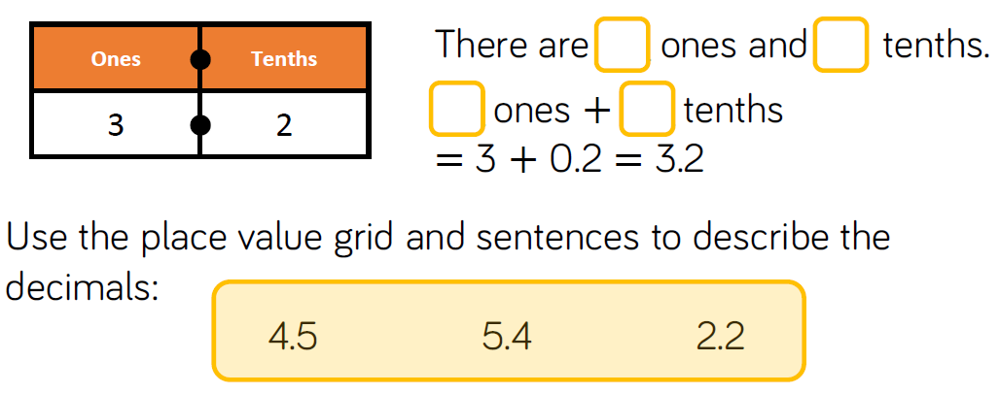 Ones Tenths
3 2
There are ones and tenths.
ones + tenths
= 3 + 0.2 = 3.2
Use the place value grid and sentences to describe the
decimals:
4.5 5.4 2.2